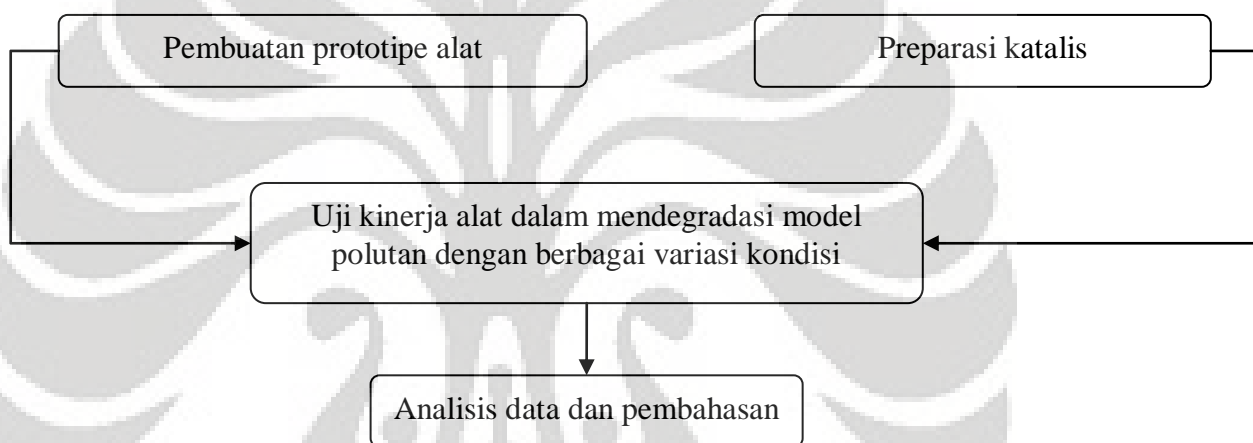 Pembuatan prototipe alat
Preparasi katalis
Uji kinerja alat dalam mendegradasi model
polutan dengan berbagai variasi kondisi
Analisis data dan pembahasan